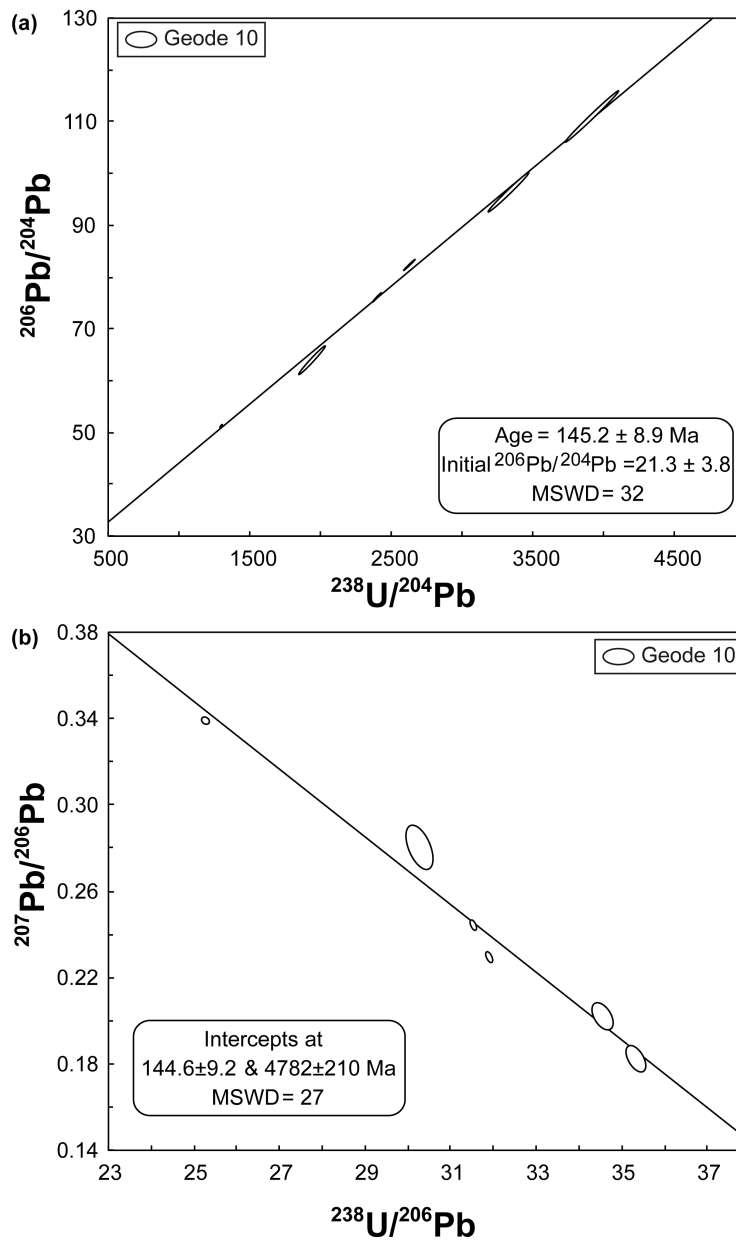 (a)
Geode 10
130
110
90
70
50
30
206Pb/204Pb
Age = 145.2 ± 8.9 Ma
Initial 206Pb/204Pb =21.3 ± 3.8
MSWD = 32
500 1500 2500 3500 4500
238U/204Pb
(b)
Geode 10
0.38
0.34
0.30
0.26
0.22
0.18
0.14
207Pb/206Pb
Intercepts at
144.6±9.2 & 4782±210 Ma
MSWD = 27
23 25 27 29 31 33 35 37
238U/206Pb